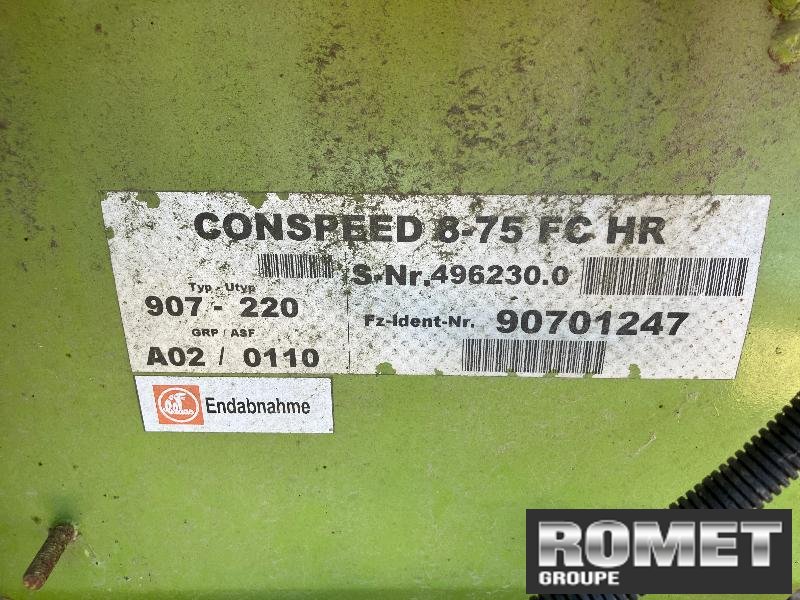 CONSPEED 8-75 FC HR
S-Nr.496230.0
Typ - Utyp
907 - 220
Fz-Ident-Nr. 90701247
GRP / ASF
A02 / 0110
Endabnahme
ROMET
GROUPE